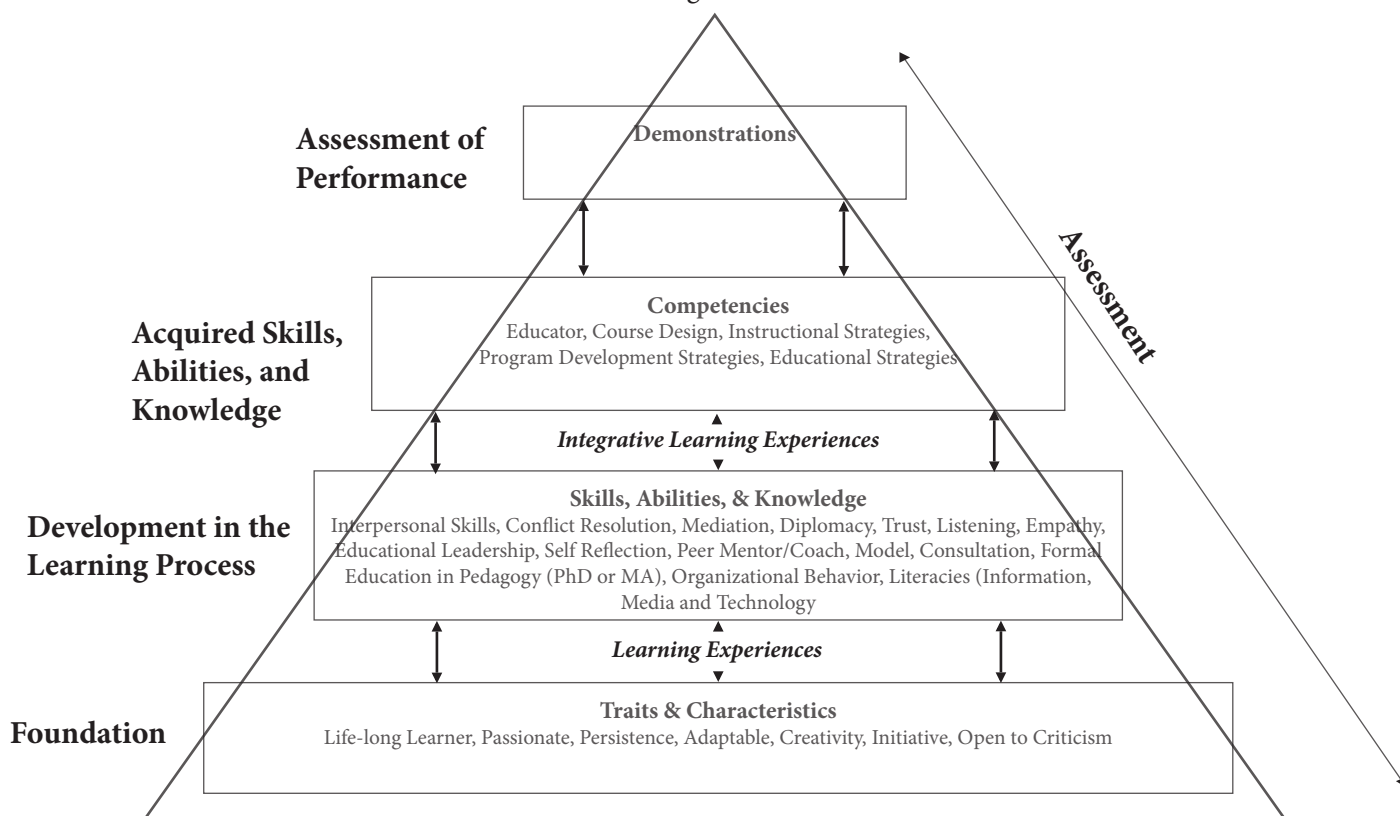 Assessment of
Performance
Demonstrations
Assessment
Acquired Skills,
Abilities, and
Knowledge
Competencies
Educator, Course Design, Instructional Strategies,
Program Development Strategies, Educational Strategies
Integrative Learning Experiences
Development in the
Learning Process
Skills, Abilities, & Knowledge
Interpersonal Skills, Conflict Resolution, Mediation, Diplomacy, Trust, Listening, Empathy,
Educational Leadership, Self Reflection, Peer Mentor/Coach, Model, Consultation, Formal
Education in Pedagogy (PhD or MA), Organizational Behavior, Literacies (Information,
Media and Technology
Learning Experiences
Foundation
Traits & Characteristics
Life-long Learner, Passionate, Persistence, Adaptable, Creativity, Initiative, Open to Criticism